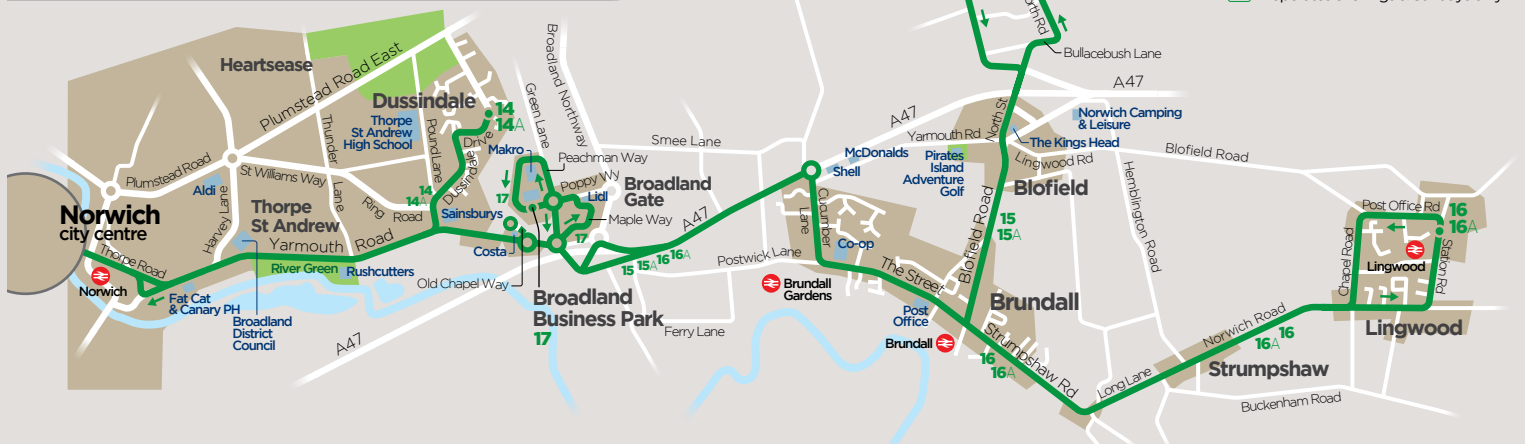 Heartsease
Plumstead Road East
Dussindale
14
14A
Thorpe
St Andrew
High School
Thunder
Lane
Pound Lane
Dussindale
Drive
Green Lane
Broadland Northway
Makro
Peachman Way
Poppy Wy
Broadland
Gate
Lidl
Maple Way
17
17
Smee Lane
A47
A47
McDonalds
Shell
Cucumber
Lane
Yarmouth Rd
Pirates
Island
Adventure
Golf
North St
Bullacebush Lane
A47
Norwich Camping
& Leisure
The Kings Head
Lingwood Rd
Blofield
Blofield Road
Hemblington Road
Blofield Road
15
15A
Plumstead Road
Aldi
St Williams Way
Harvey Lane
Ring
Road
14
14A
Thorpe
St Andrew
Yarmouth
Road
Norwich
city centre
Thorpe Road
Norwich
Fat Cat
& Canary PH
River Green
Rushcutters
Broadland
District
Council
Sainsburys
Costa
Old Chapel Way
A47
Broadland
Business Park
17
15 15A 16 16A
Postwick Lane
Ferry Lane
Brundall
Gardens
Co-op
The Street
Post
Office
Brundall
Brundall
Strumpshaw Rd
16
16A
Long Lane
Norwich Road
16
16A
Strumpshaw
Buckenham Road
Post Office Rd
16
16A
Chapel Road
Station Rd
Lingwood
Lingwood